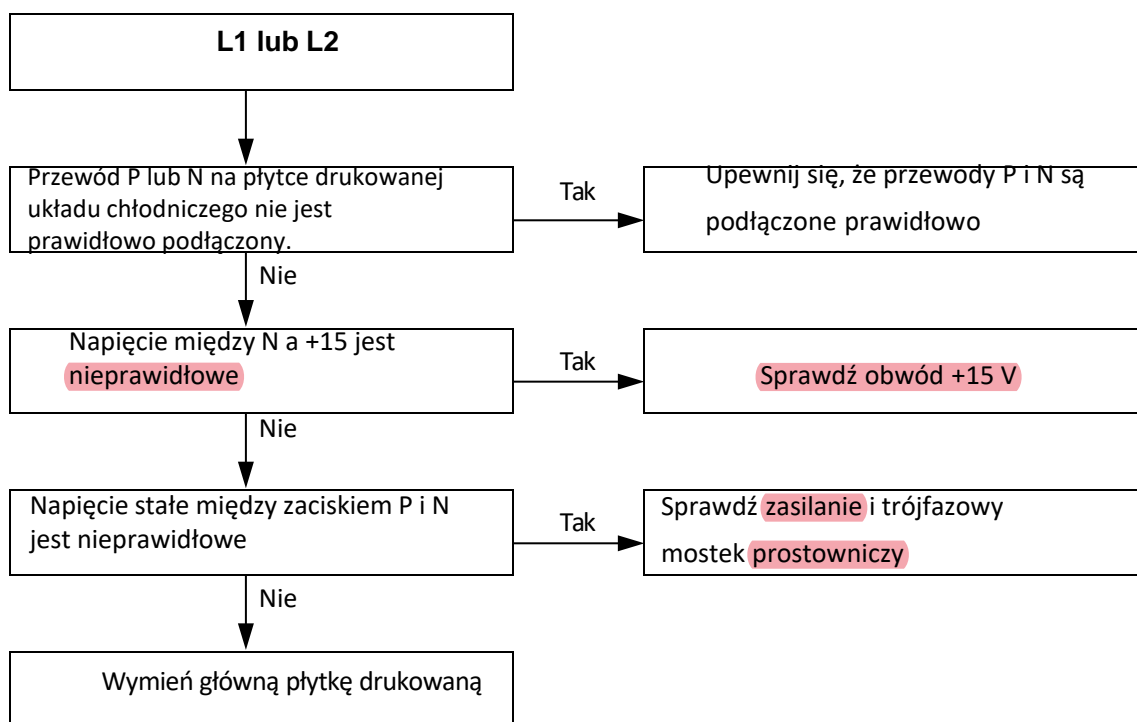 L1 lub L2
Przewód P lub N na płytce drukowanej
układu chłodniczego nie jest
prawidłowo podłączony.
Tak
Upewnij się, że przewody P i N są
podłączone prawidłowo
Nie
Napięcie między N a +15 jest
nieprawidłowe
Tak
Sprawdź obwód +15 V
Nie
Napięcie stałe między zaciskiem P i N
jest nieprawidłowe
Tak
Sprawdź zasilanie i trójfazowy
mostek prostowniczy
Nie
Wymień główną płytkę drukowaną